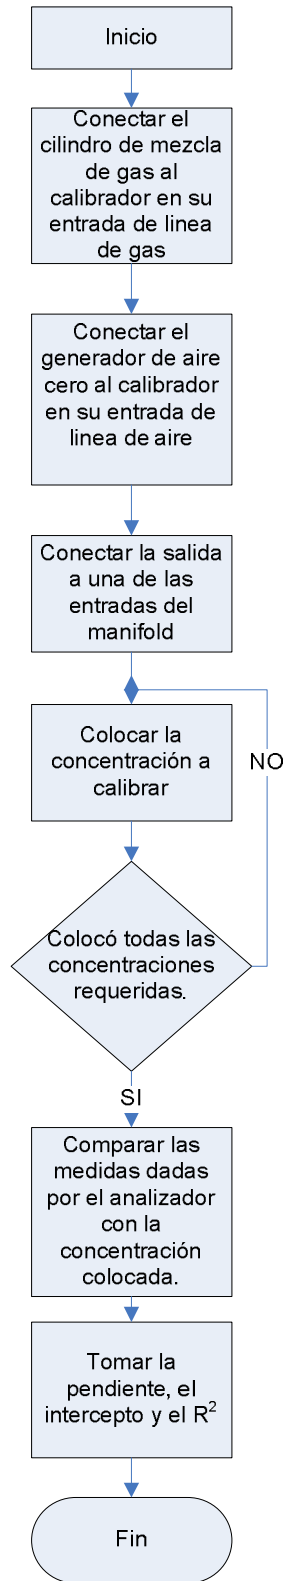 Inicio
Conectar el
cilindro de mezcla
de gas al
calibrador en su
entrada de linea
de gas
Conectar el
generador de aire
cero al calibrador
en su entrada de
linea de aire
Conectar la salida
a una de las
entradas del
manifold
Colocar la
concentración a
calibrar
NO
Colocó todas las
concentraciones
requeridas.
SI
Comparar las
medidas dadas
por el analizador
con la
concentración
colocada.
Tomar la
pendiente, el
intercepto y el R²
Fin